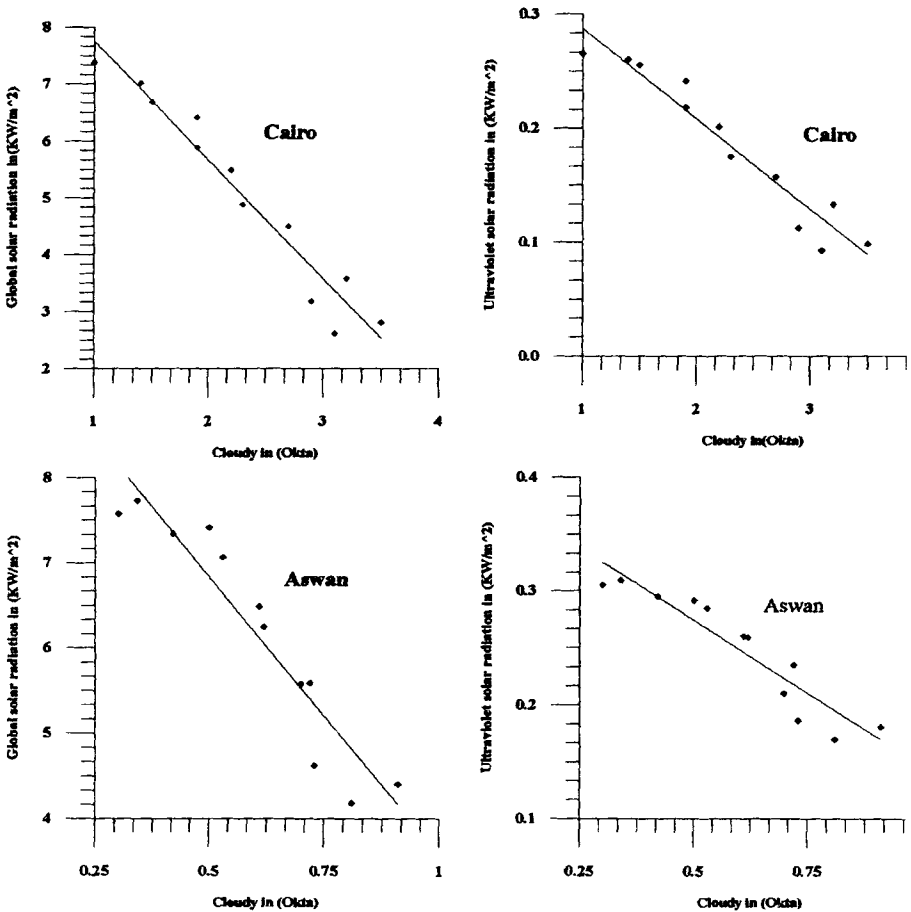 8
7
6
5
4
3
2
Global solar radiation in(KW/m^2)
Cairo
1
2
3
4
Cloudy in (Okta)
0.3
0.2
0.1
0.0
Ultraviolet solar radiation in (KW/m^2)
Cairo
1
2
3
Cloudy in(Okta)
8
7
6
5
4
Global solar radiation in (KW/m^2)
Aswan
0.25
0.5
0.75
1
Cloudy in (Okta)
0.4
0.3
0.2
0.1
Ultraviolet solar radiation in (KW/m^2)
Aswan
0.25
0.75
Cloudy in (Okta)